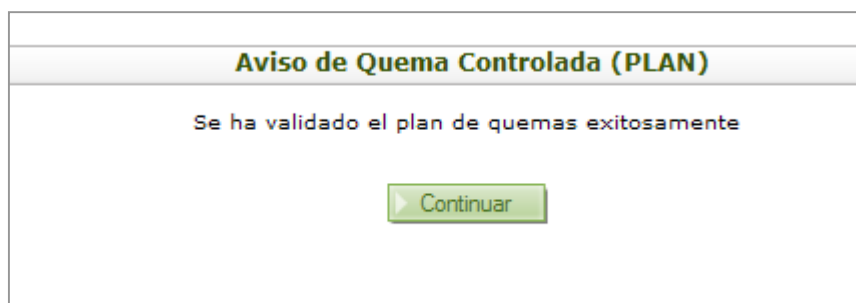 Aviso de Quema Controlada (PLAN)
Se ha validado el plan de quemas exitosamente
Continuar